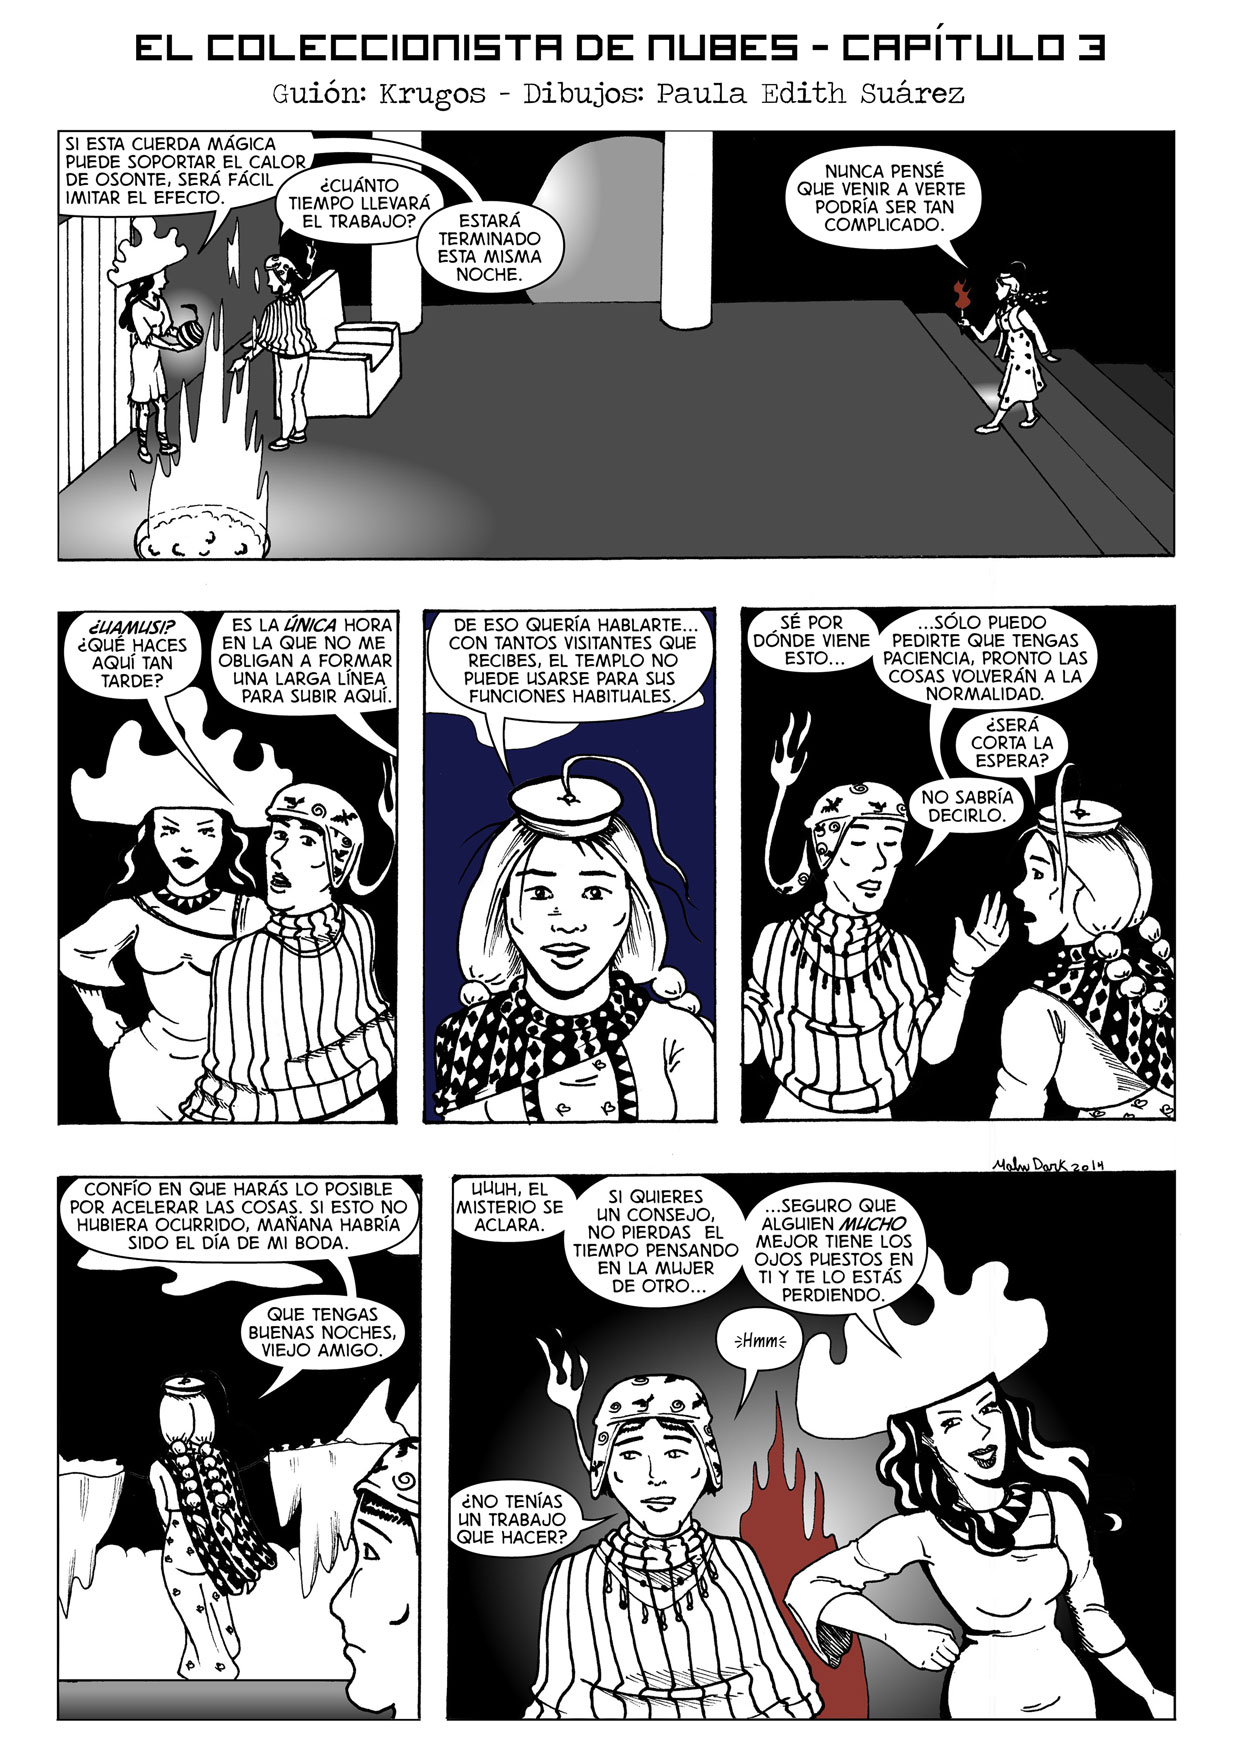 EL COLECCIONISTA DE NUBES - CAPÍTULO 3
Guión: Krugos - Dibujos: Paula Edith Suárez
SI ESTA CUERDA MÁGICA
PUEDE SOPORTAR EL CALOR
DE OSONTE, SERÁ FÁCIL
IMITAR EL EFECTO.
¿CUÁNTO
TIEMPO LLEVARÁ
EL TRABAJO?
ESTARÁ
TERMINADO
ESTA MISMA
NOCHE.
NUNCA PENSÉ
QUE VENIR A VERTE
PODRÍA SER TAN
COMPLICADO.
¿UAMUSI?
¿QUÉ HACES
AQUÍ TAN
TARDE?
ES LA ÚNICA HORA
EN LA QUE NO ME
OBLIGAN A FORMAR
UNA LARGA LÍNEA
PARA SUBIR AQUÍ.
DE ESO QUERÍA HABLARTE...
CON TANTOS VISITANTES QUE
RECIBES, EL TEMPLO NO
PUEDE USARSE PARA SUS
FUNCIONES HABITUALES.
SÉ POR
DÓNDE VIENE
ESTO...
...SÓLO PUEDO
PEDIRTE QUE TENGAS
PACIENCIA, PRONTO LAS
COSAS VOLVERÁN A LA
NORMALIDAD.
¿SERÁ
CORTA LA
ESPERA?
NO SABRÍA
DECIRLO.
Malu Dark 2014
CONFÍO EN QUE HARÁS LO POSIBLE
POR ACELERAR LAS COSAS. SI ESTO NO
HUBIERA OCURRIDO, MAÑANA HABRÍA
SIDO EL DÍA DE MI BODA.
QUE TENGAS
BUENAS NOCHES,
VIEJO AMIGO.
UUUH, EL
MISTERIO SE
ACLARA.
SI QUIERES
UN CONSEJO,
NO PIERDAS EL
TIEMPO PENSANDO
EN LA MUJER
DE OTRO...
...SEGURO QUE
ALGUIEN MUCHO
MEJOR TIENE LOS
OJOS PUESTOS EN
TI Y TE LO ESTÁS
PERDIENDO.
Hmm
¿NO TENÍAS
UN TRABAJO
QUE HACER?